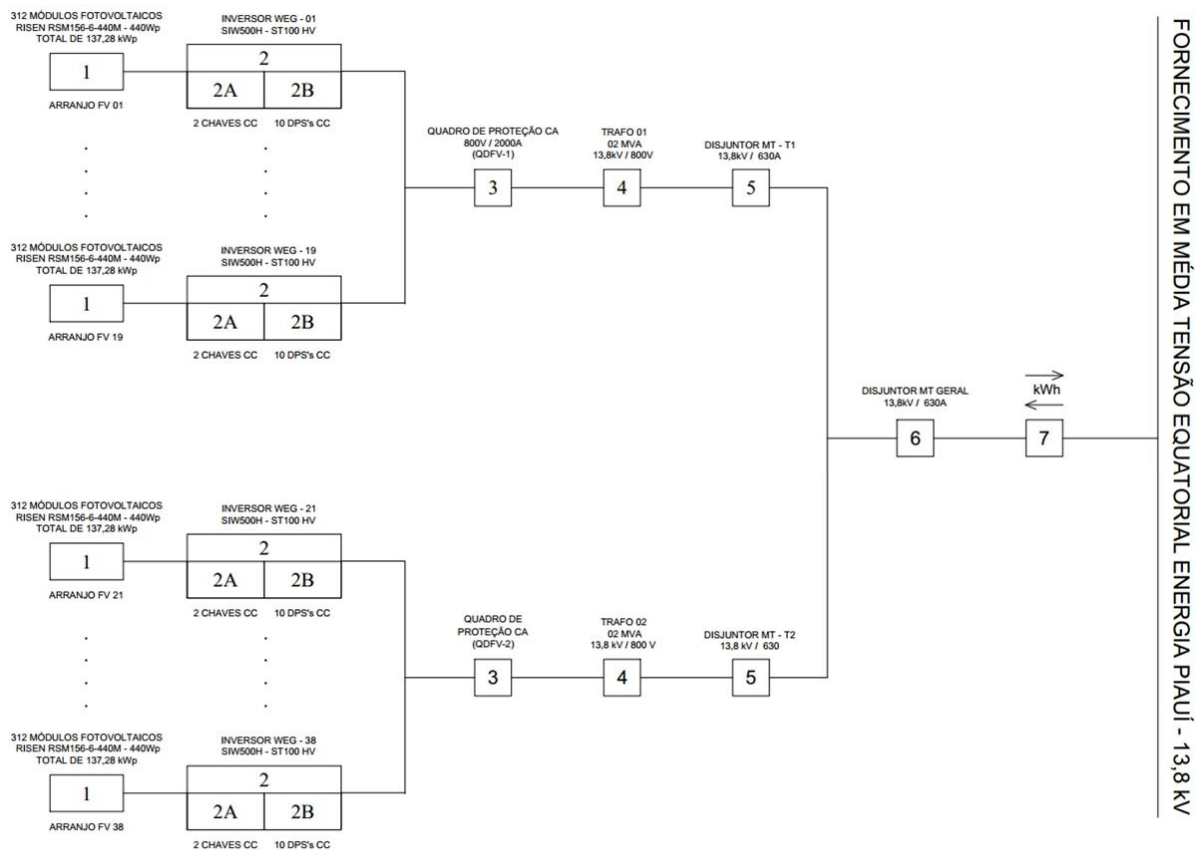 312 MÓDULOS FOTOVOLTAICOS
RISEN RSM156-6-440M - 440Wp
TOTAL DE 137,28 kWp
1
ARRANJO FV 01
INVERSOR WEG - 01
SIW500H - ST100 HV
2
2A
2B
2 CHAVES CC
10 DPS's CC
312 MÓDULOS FOTOVOLTAICOS
RISEN RSM156-6-440M - 440Wp
TOTAL DE 137,28 kWp
1
ARRANJO FV 19
INVERSOR WEG - 19
SIW500H - ST100 HV
2
2A
2B
2 CHAVES CC
10 DPS's CC
QUADRO DE PROTEÇÃO CA
800V / 2000A
(QDFV-1)
3
TRAFO 01
02 MVA
13,8kV / 800V
4
DISJUNTOR MT - T1
13,8kV / 630A
5
312 MÓDULOS FOTOVOLTAICOS
RISEN RSM156-6-440M - 440Wp
TOTAL DE 137,28 kWp
1
ARRANJO FV 21
INVERSOR WEG - 21
SIW500H - ST100 HV
2
2A
2B
2 CHAVES CC
10 DPS's CC
312 MÓDULOS FOTOVOLTAICOS
RISEN RSM156-6-440M - 440Wp
TOTAL DE 137,28 kWp
1
ARRANJO FV 38
INVERSOR WEG - 38
SIW500H - ST100 HV
2
2A
2B
2 CHAVES CC
10 DPS's CC
QUADRO DE
PROTEÇÃO CA
(QDFV-2)
3
TRAFO 02
02 MVA
13,8 kV / 800 V
4
DISJUNTOR MT - T2
13,8 kV / 630
5
DISJUNTOR MT GERAL
13,8kV / 630A
6
kWh
7
FORNECIMENTO EM MÉDIA TENSÃO EQUATORIAL ENERGIA PIAUÍ - 13,8 kV